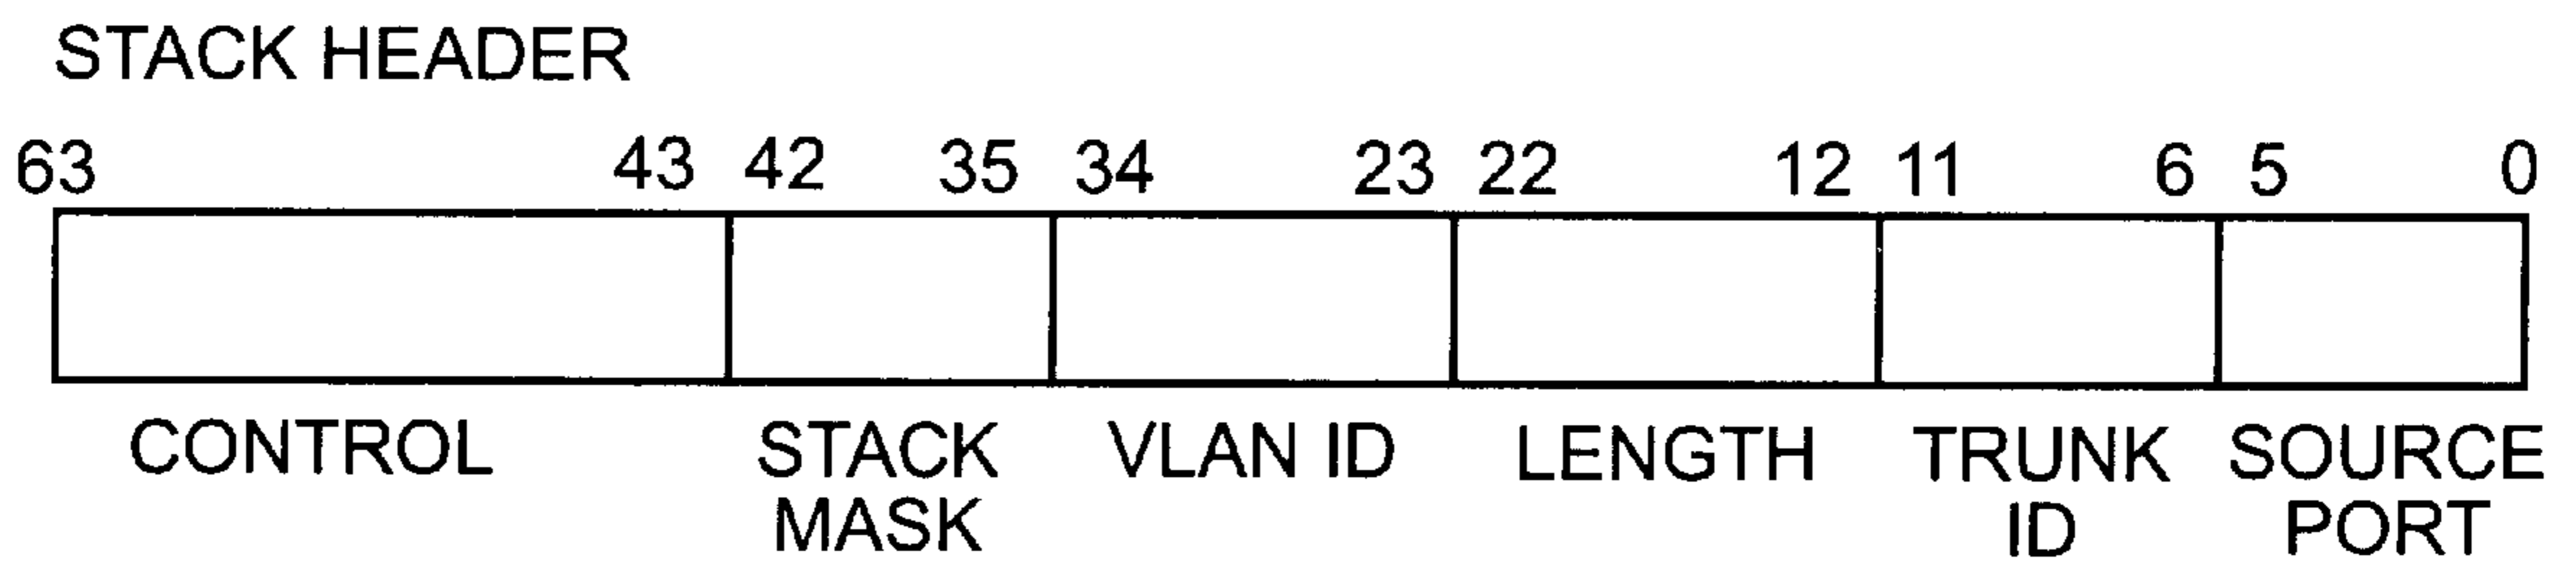 STACK HEADER
63 43 42 35 34 23 22 12 11 6 5 0
CONTROL STACK VLAN ID LENGTH TRUNK SOURCE
MASK ID PORT